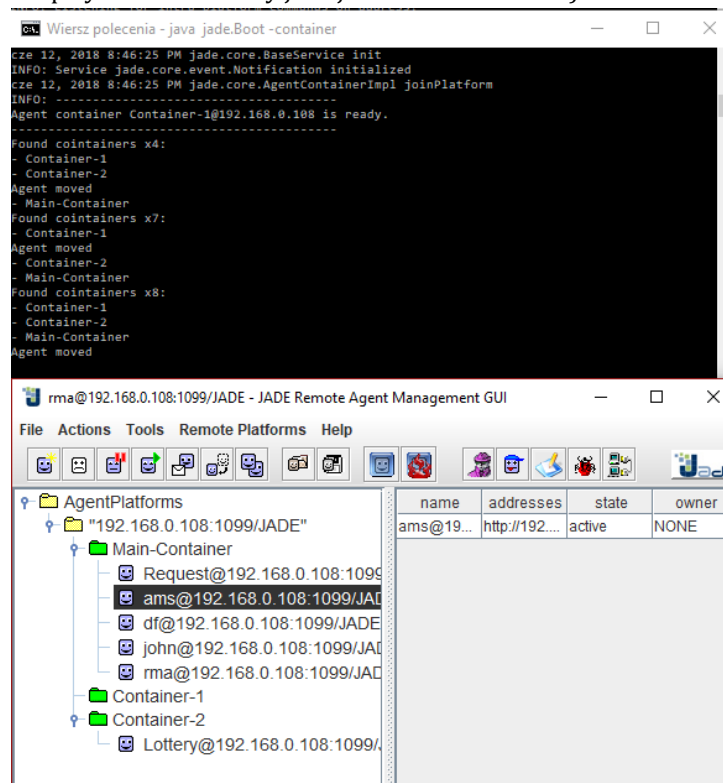 Wiersz polecenia - java jade.Boot -container
cze 12, 2018 8:46:25 PM jade.core.BaseService init
INFO: Service jade.core.event.Notification initialized
cze 12, 2018 8:46:25 PM jade.core.AgentContainerImpl joinPlatform
INFO: --------------------------------------
Agent container Container-1@192.168.0.108 is ready.
--------------------------------------------
Found cointainers x4:
- Container-1
- Container-2
Agent moved
- Main-Container
Found cointainers x7:
- Container-1
Agent moved
- Container-2
- Main-Container
Found cointainers x8:
- Container-1
- Container-2
- Main-Container
Agent moved
rma@192.168.0.108:1099/JADE - JADE Remote Agent Management GUI
File Actions Tools Remote Platforms Help
AgentPlatforms
"192.168.0.108:1099/JADE"
Main-Container
Request@192.168.0.108:1099
ams@192.168.0.108:1099/JAD
df@192.168.0.108:1099/JADE
john@192.168.0.108:1099/JAD
rma@192.168.0.108:1099/JAD
Container-1
Container-2
Lottery@192.168.0.108:1099/
name addresses state owner
ams@19... http://192.... active NONE